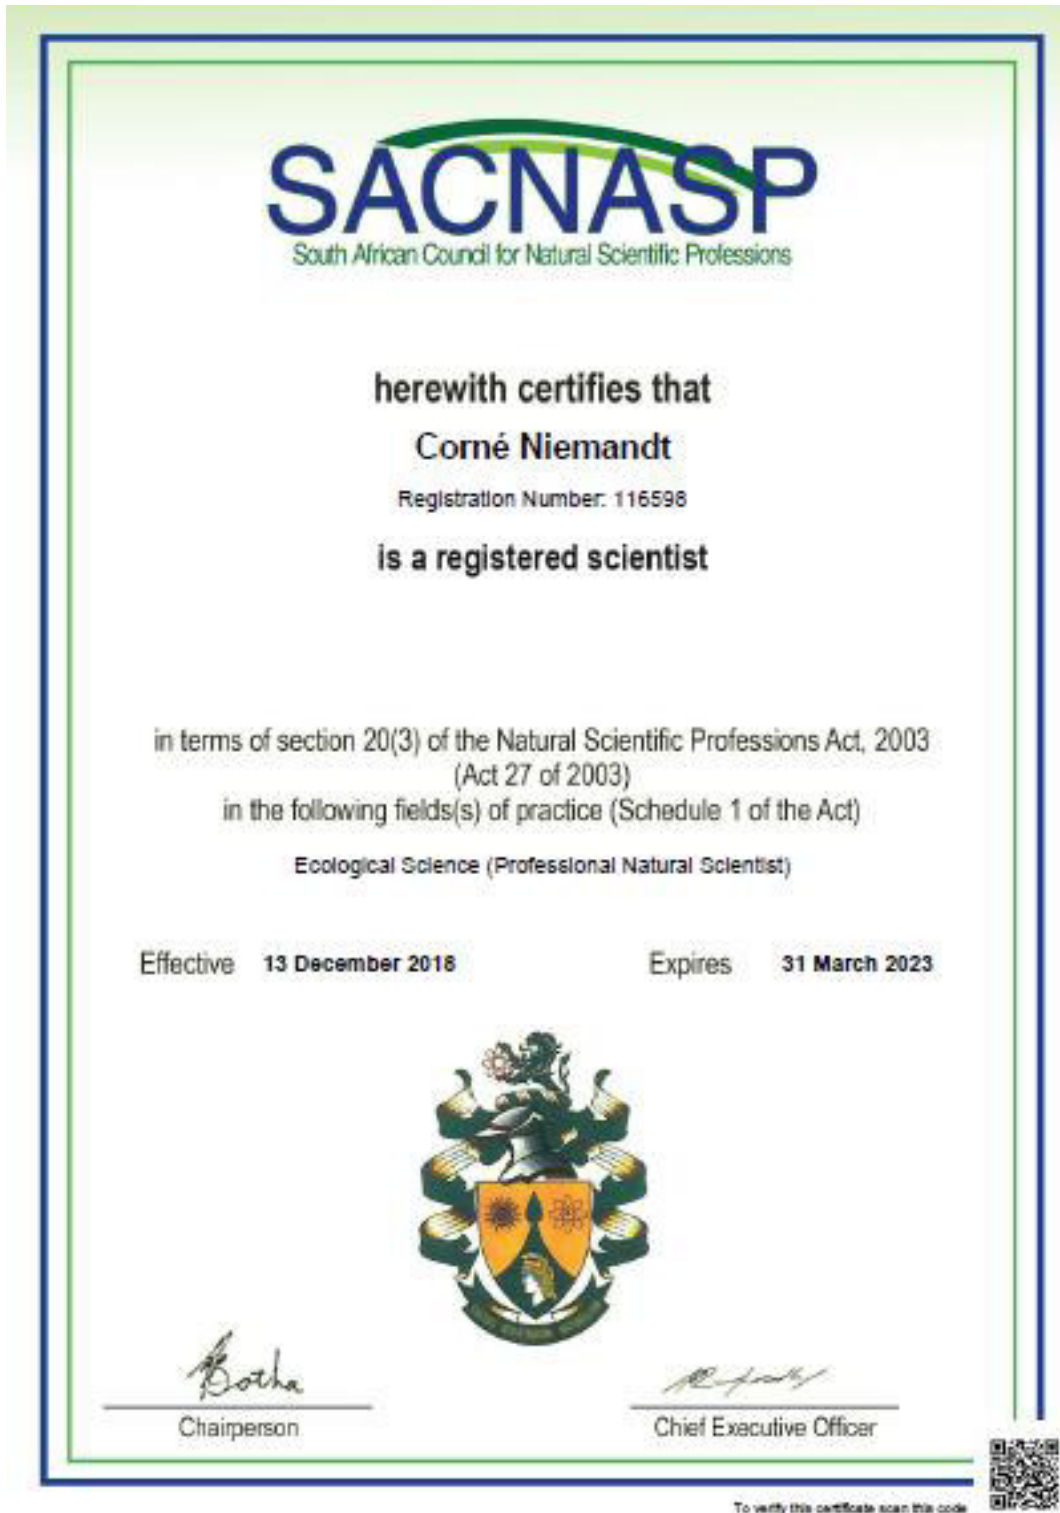 SACNASP
South African Council for Natural Scientific Professions
herewith certifies that
Corné Niemandt
Registration Number: 116598
is a registered scientist
in terms of section 20(3) of the Natural Scientific Professions Act, 2003
(Act 27 of 2003)
in the following fields(s) of practice (Schedule 1 of the Act)
Ecological Science (Professional Natural Scientist)
Effective 13 December 2018 Expires 31 March 2023
Botha
Chairperson Chief Executive Officer
To verify this certificate scan this code